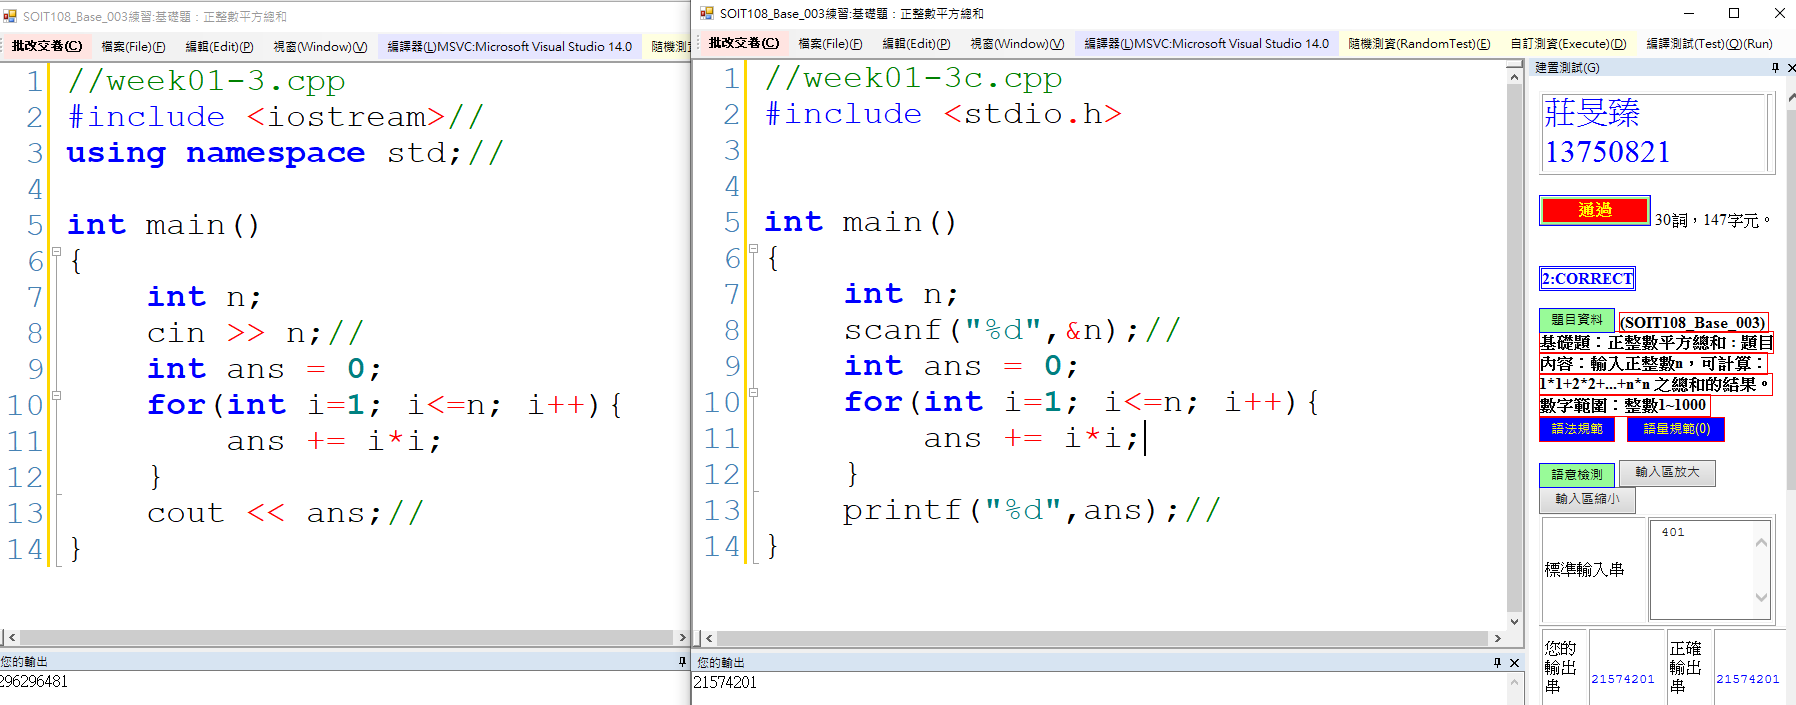 SOIT108_Base_003練習:基礎題：正整數平方總和
批改交卷(C) 檔案(File)(F) 編輯(Edit)(P) 視窗(Window)(V) 編譯器(L)MSVC:Microsoft Visual Studio 14.0 隨機測
1 //week01-3.cpp
2 #include <iostream>//
3 using namespace std;//
4
5 int main()
6 {
7 int n;
8 cin >> n;//
9 int ans = 0;
10 for(int i=1; i<=n; i++){
11 ans += i*i;
12 }
13 cout << ans;//
14 }
您的輸出
296296481
SOIT108_Base_003練習:基礎題：正整數平方總和
批改交卷(C) 檔案(File)(F) 編輯(Edit)(P) 視窗(Window)(V) 編譯器(L)MSVC:Microsoft Visual Studio 14.0 隨機測資(RandomTest)(E) 自訂測資(Execute)(D) 編譯測試(Test)(Q)(Run)
1 //week01-3c.cpp
2 #include <stdio.h>
3
4
5 int main()
6 {
7 int n;
8 scanf("%d",&n);//
9 int ans = 0;
10 for(int i=1; i<=n; i++){
11 ans += i*i;
12 }
13 printf("%d",ans);//
14 }
您的輸出
21574201
建置測試(G)
莊旻臻
13750821
通過 30詞，147字元。
2:CORRECT
題目資料 (SOIT108_Base_003)
基礎題：正整數平方總和：題目
內容：輸入正整數n，可計算：
1*1+2*2+...+n*n 之總和的結果。
數字範圍：整數1~1000
語法規範 語量規範(0)
語意檢測 輸入區放大
輸入區縮小
標準輸入串 401
您的輸出串 21574201 正確輸出串 21574201